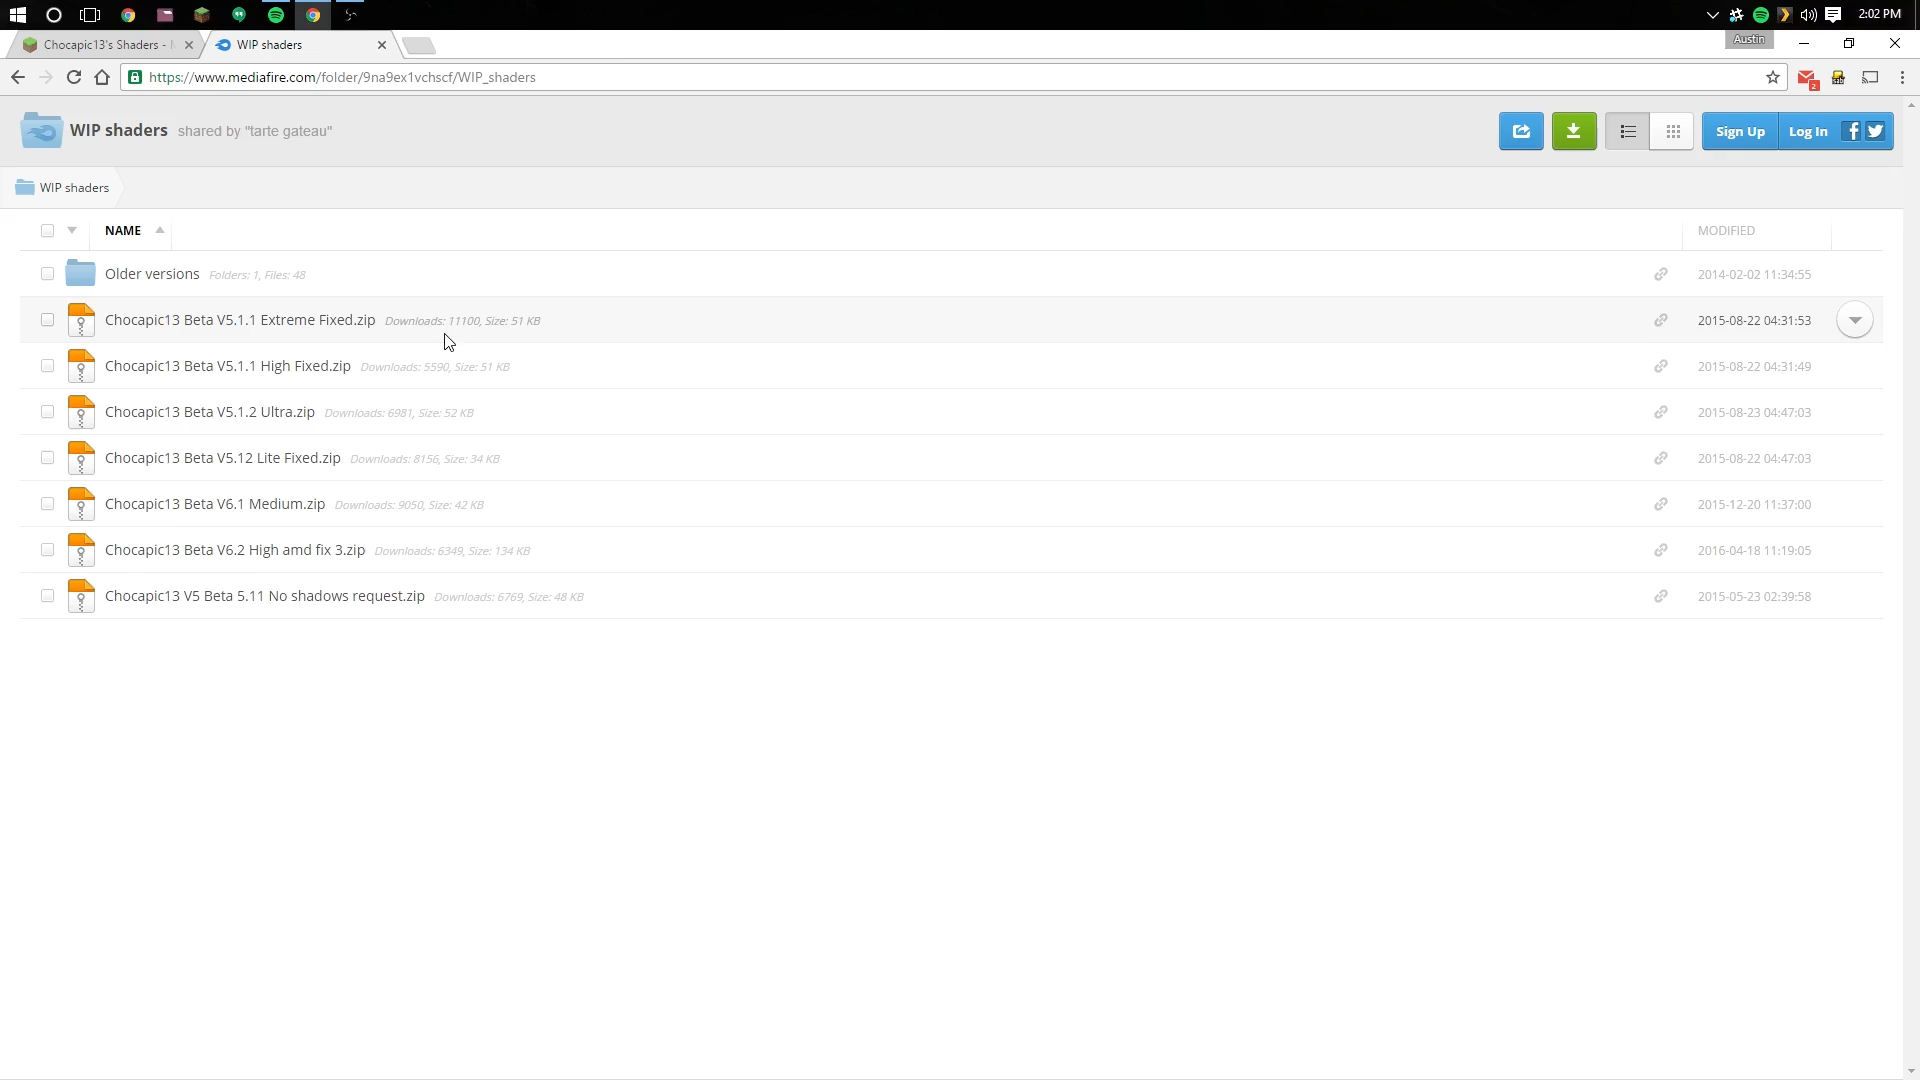 2:02 PM
Chocapic13's Shaders -
WIP shaders
Austin
https://www.mediafire.com/folder/9na9ex1vchscf/WIP_shaders
2
WIP shaders shared by "tarte gateau"
Sign Up Log In
WIP shaders
NAME MODIFIED
Older versions Folders: 1, Files: 48 2014-02-02 11:34:55
Chocapic13 Beta V5.1.1 Extreme Fixed.zip Downloads: 11100, Size: 51 KB 2015-08-22 04:31:53
Chocapic13 Beta V5.1.1 High Fixed.zip Downloads: 5590, Size: 51 KB 2015-08-22 04:31:49
Chocapic13 Beta V5.1.2 Ultra.zip Downloads: 6981, Size: 52 KB 2015-08-23 04:47:03
Chocapic13 Beta V5.12 Lite Fixed.zip Downloads: 8156, Size: 34 KB 2015-08-22 04:47:03
Chocapic13 Beta V6.1 Medium.zip Downloads: 9050, Size: 42 KB 2015-12-20 11:37:00
Chocapic13 Beta V6.2 High amd fix 3.zip Downloads: 6349, Size: 134 KB 2016-04-18 11:19:05
Chocapic13 V5 Beta 5.11 No shadows request.zip Downloads: 6769, Size: 48 KB 2015-05-23 02:39:58